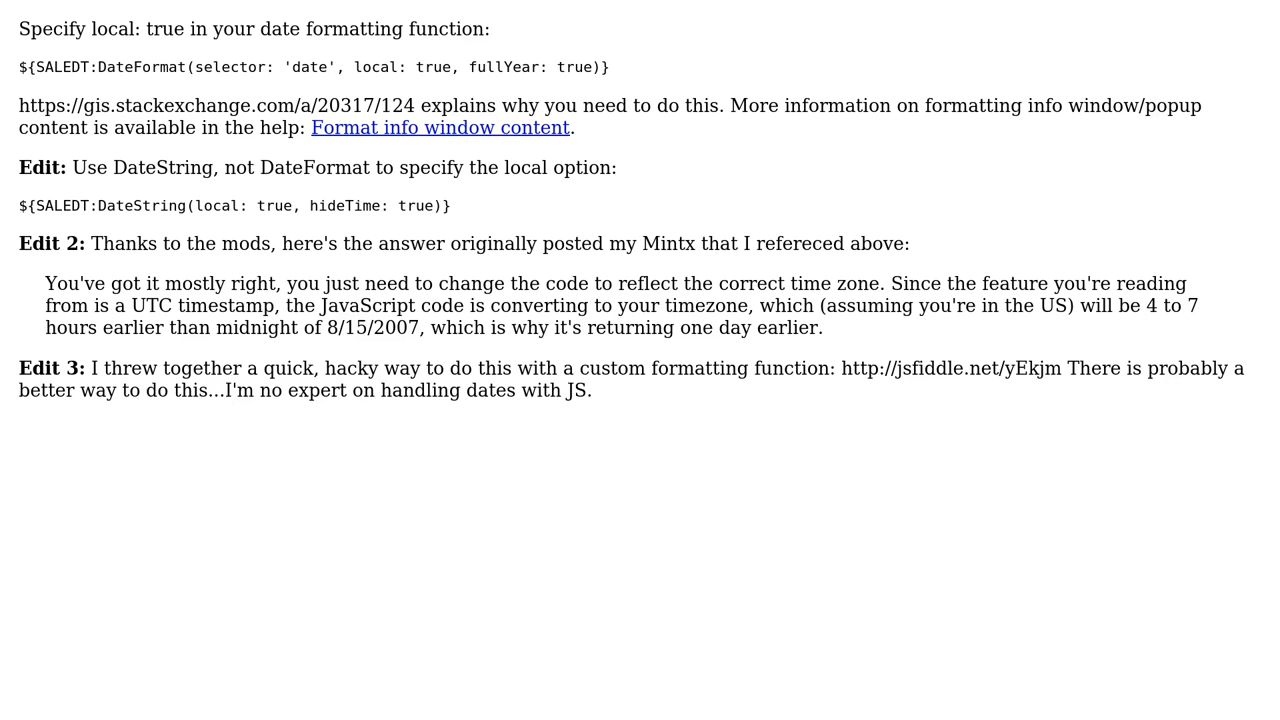 Specify local: true in your date formatting function:
${SALEDT:DateFormat(selector: 'date', local: true, fullYear: true)}
https://gis.stackexchange.com/a/20317/124 explains why you need to do this. More information on formatting info window/popup
content is available in the help: Format info window content.
Edit: Use DateString, not DateFormat to specify the local option:
${SALEDT:DateString(local: true, hideTime: true)}
Edit 2: Thanks to the mods, here's the answer originally posted my Mintx that I refereced above:
You've got it mostly right, you just need to change the code to reflect the correct time zone. Since the feature you're reading
from is a UTC timestamp, the JavaScript code is converting to your timezone, which (assuming you're in the US) will be 4 to 7
hours earlier than midnight of 8/15/2007, which is why it's returning one day earlier.
Edit 3: I threw together a quick, hacky way to do this with a custom formatting function: http://jsfiddle.net/yEkjm There is probably a
better way to do this...I'm no expert on handling dates with JS.